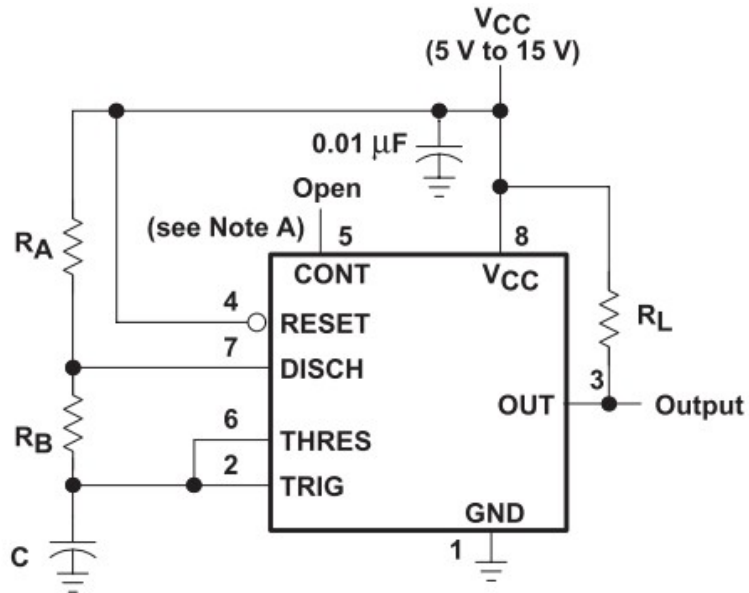 VCC
(5 V to 15 V)
0.01 μF
Open
(see Note A)
5
8
RA
CONT
VCC
4
RESET
RL
7
DISCH
3
OUT
Output
RB
6
THRES
2
TRIG
GND
C
1